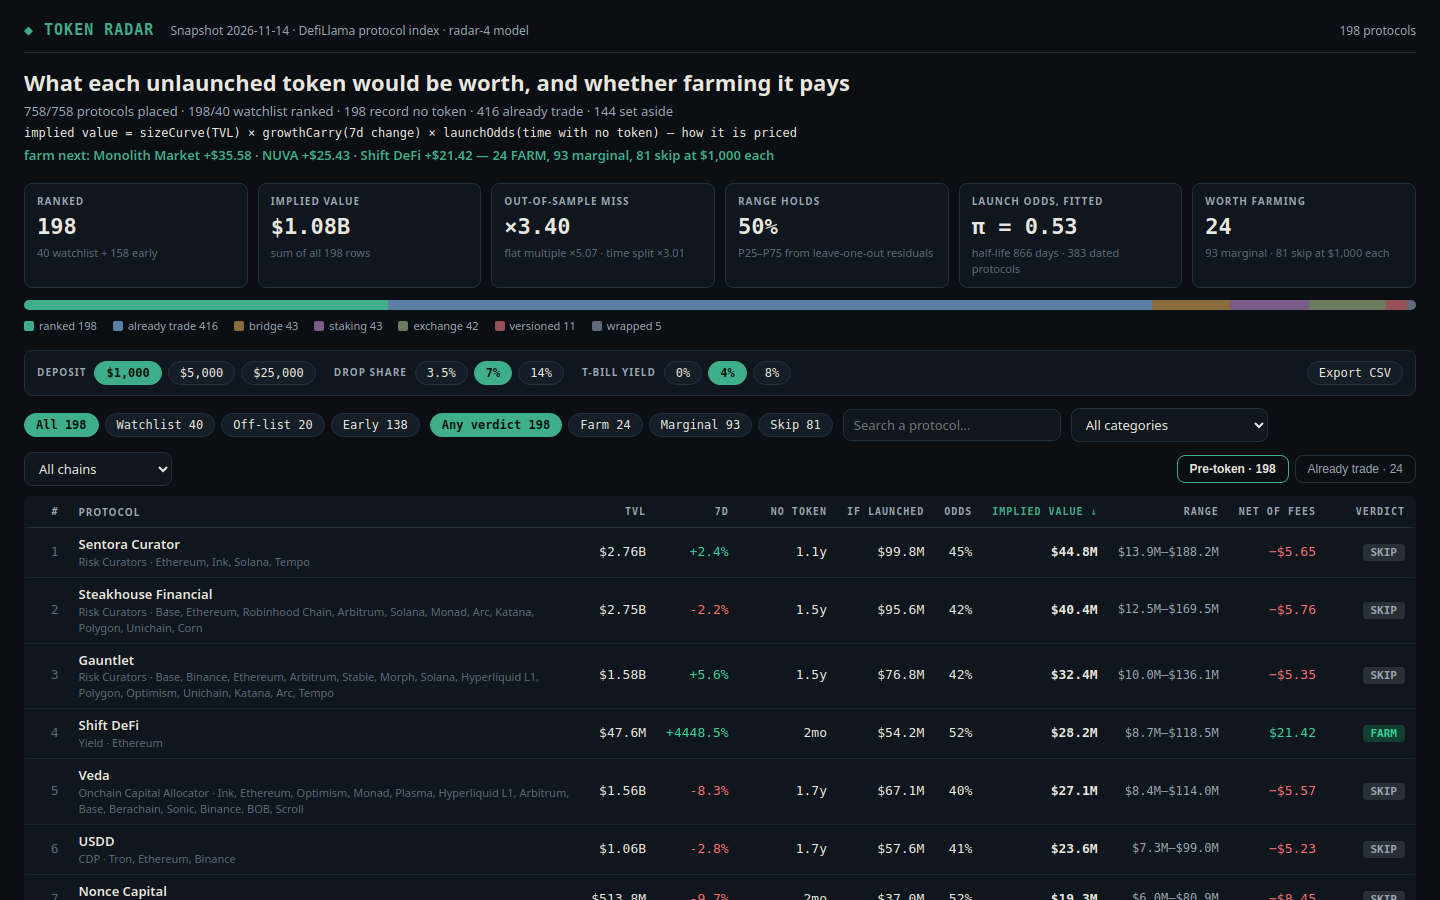 ◆ TOKEN RADAR Snapshot 2026-11-14 · DefiLlama protocol index · radar-4 model 198 protocols
What each unlaunched token would be worth, and whether farming it pays
758/758 protocols placed · 198/40 watchlist ranked · 198 record no token · 416 already trade · 144 set aside
implied value = sizeCurve(TVL) × growthCarry(7d change) × launchOdds(time with no token) — how it is priced
farm next: Monolith Market +$35.58 · NUVA +$25.43 · Shift DeFi +$21.42 — 24 FARM, 93 marginal, 81 skip at $1,000 each
RANKED
198
40 watchlist + 158 early
IMPLIED VALUE
$1.08B
sum of all 198 rows
OUT-OF-SAMPLE MISS
×3.40
flat multiple ×5.07 · time split ×3.01
RANGE HOLDS
50%
P25–P75 from leave-one-out residuals
LAUNCH ODDS, FITTED
π = 0.53
half-life 866 days · 383 dated
protocols
WORTH FARMING
24
93 marginal · 81 skip at $1,000 each
ranked 198 already trade 416 bridge 43 staking 43 exchange 42 versioned 11 wrapped 5
DEPOSIT $1,000 $5,000 $25,000 DROP SHARE 3.5% 7% 14% T-BILL YIELD 0% 4% 8% Export CSV
All 198 Watchlist 40 Off-list 20 Early 138 Any verdict 198 Farm 24 Marginal 93 Skip 81 Search a protocol... All categories
All chains Pre-token · 198 Already trade · 24
# PROTOCOL TVL 7D NO TOKEN IF LAUNCHED ODDS IMPLIED VALUE ↓ RANGE NET OF FEES VERDICT
1 Sentora Curator $2.76B +2.4% 1.1y $99.8M 45% $44.8M $13.9M–$188.2M −$5.65 SKIP
Risk Curators · Ethereum, Ink, Solana, Tempo
2 Steakhouse Financial $2.75B -2.2% 1.5y $95.6M 42% $40.4M $12.5M–$169.5M −$5.76 SKIP
Risk Curators · Base, Ethereum, Robinhood Chain, Arbitrum, Solana, Monad, Arc, Katana,
Polygon, Unichain, Corn
3 Gauntlet $1.58B +5.6% 1.5y $76.8M 42% $32.4M $10.0M–$136.1M −$5.35 SKIP
Risk Curators · Base, Binance, Ethereum, Arbitrum, Stable, Morph, Solana, Hyperliquid L1,
Polygon, Optimism, Unichain, Katana, Arc, Tempo
4 Shift DeFi $47.6M +4448.5% 2mo $54.2M 52% $28.2M $8.7M–$118.5M $21.42 FARM
Yield · Ethereum
5 Veda $1.56B -8.3% 1.7y $67.1M 40% $27.1M $8.4M–$114.0M −$5.57 SKIP
Onchain Capital Allocator · Ink, Ethereum, Optimism, Monad, Plasma, Hyperliquid L1, Arbitrum,
Base, Berachain, Sonic, Binance, BOB, Scroll
6 USDD $1.06B -2.8% 1.7y $57.6M 41% $23.6M $7.3M–$99.0M −$5.23 SKIP
CDP · Tron, Ethereum, Binance
7 Nonce Capital $513.8M -9.7% 2mo $37.0M 52% $19.3M $6.0M–$80.9M −$8.45 SKIP